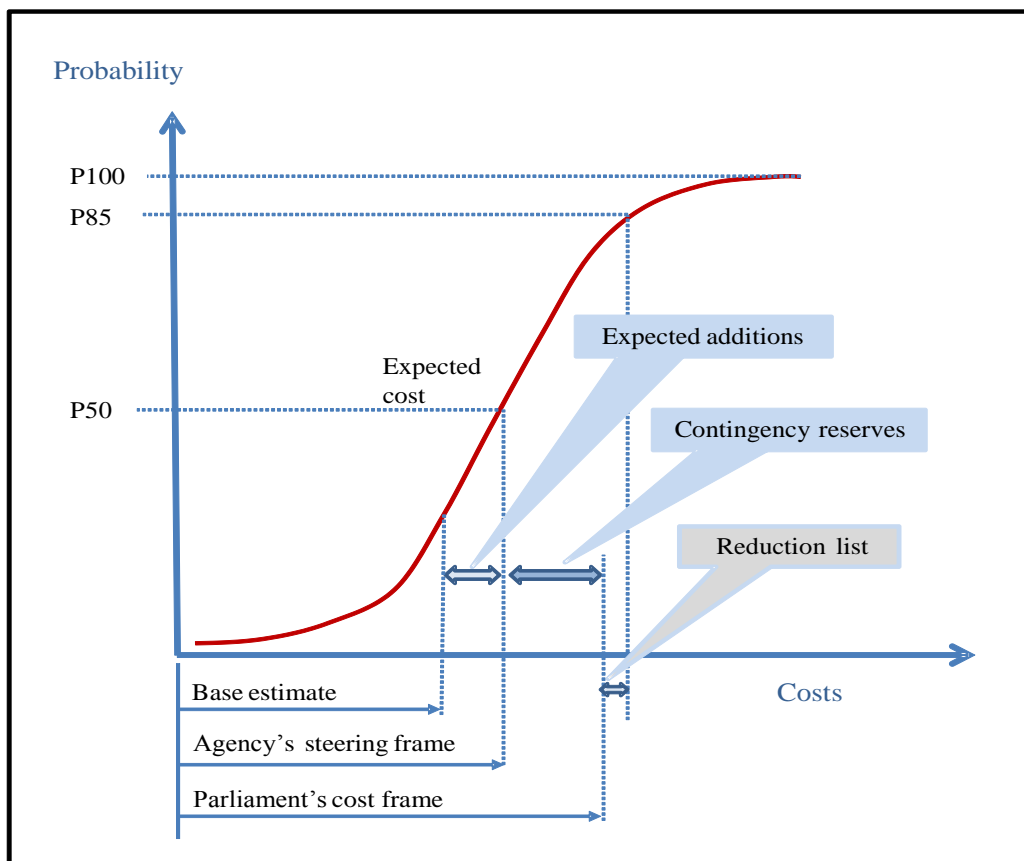 Probability
P100
P85
Expected additions
Expected
cost
P50
Contingency reserves
Reduction list
Base estimate
Costs
Agency's steering frame
Parliament's cost frame